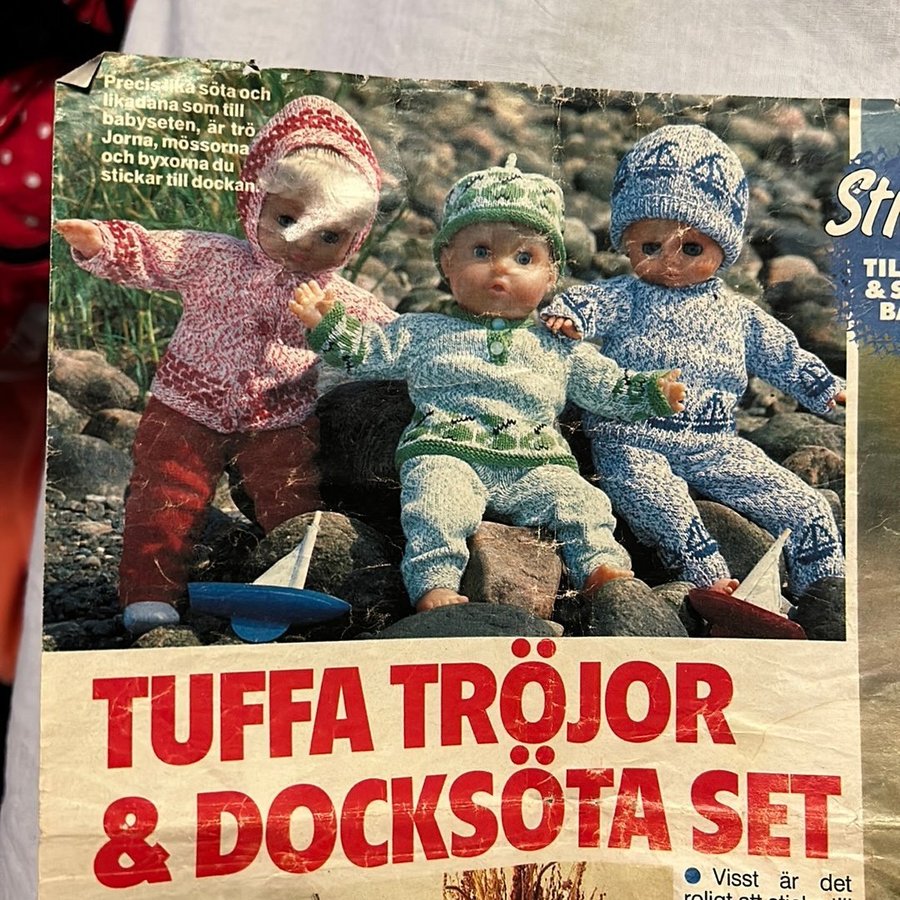 Precis lika söta och
likadana som till
babyseten, är trö
Jorna, mössorna
och byxorna du
stickar till dockan.
TUFFA TRÖJOR
& DOCKSÖTA SET
Visst är det